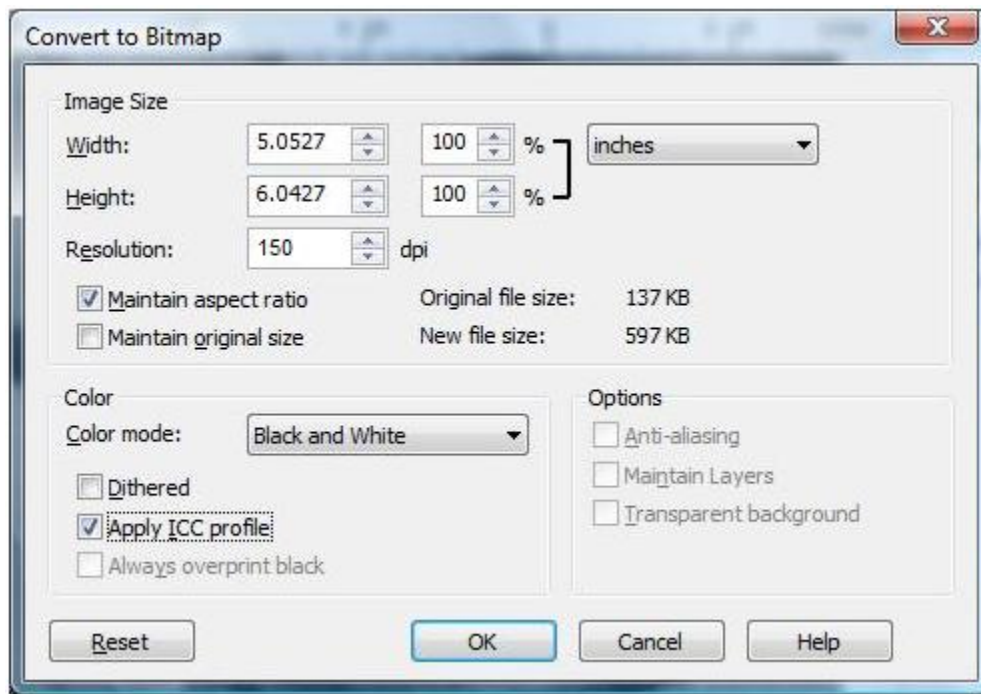 Convert to Bitmap
Image Size
Width: 5.0527 100 % inches
Height: 6.0427 100 %
Resolution: 150 dpi
Maintain aspect ratio Original file size: 137 KB
Maintain original size New file size: 597 KB
Color Options
Color mode: Black and White Anti-aliasing
Dithered Maintain Layers
Apply ICC profile Transparent background
Always overprint black
Reset OK Cancel Help